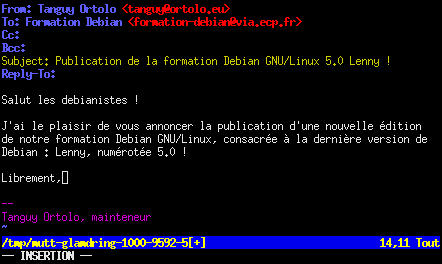 From: Tanguy Ortolo <tanguy@ortolo.eu>
To: Formation Debian <formation-debian@via.ecp.fr>
Cc:
Bcc:
Subject: Publication de la formation Debian GNU/Linux 5.0 Lenny !
Reply-To:
Salut les debianistes !
J'ai le plaisir de vous annoncer la publication d'une nouvelle édition
de notre formation Debian GNU/Linux, consacrée à la dernière version de
Debian : Lenny, numérotée 5.0 !
Librement,
--
Tanguy Ortolo, mainteneur
~
/tmp/mutt-glamdring-1000-9592-5[+] 14,11 Tout
-- INSERTION --